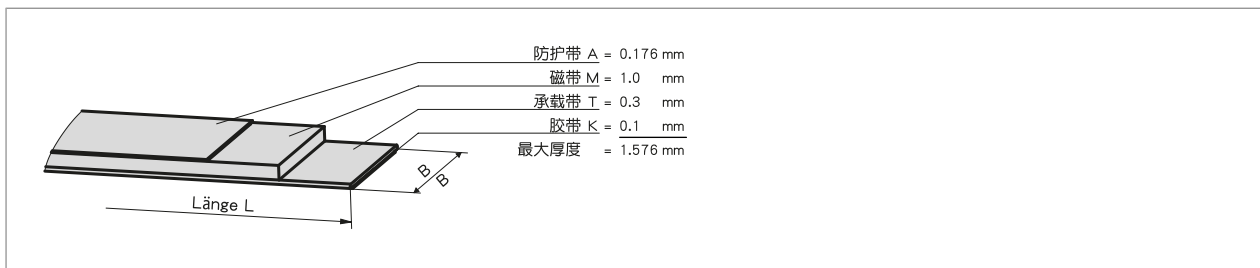 防护带 A = 0.176 mm
磁带 M = 1.0 mm
承载带 T = 0.3 mm
胶带 K = 0.1 mm
最大厚度 = 1.576 mm
B
B
Länge L